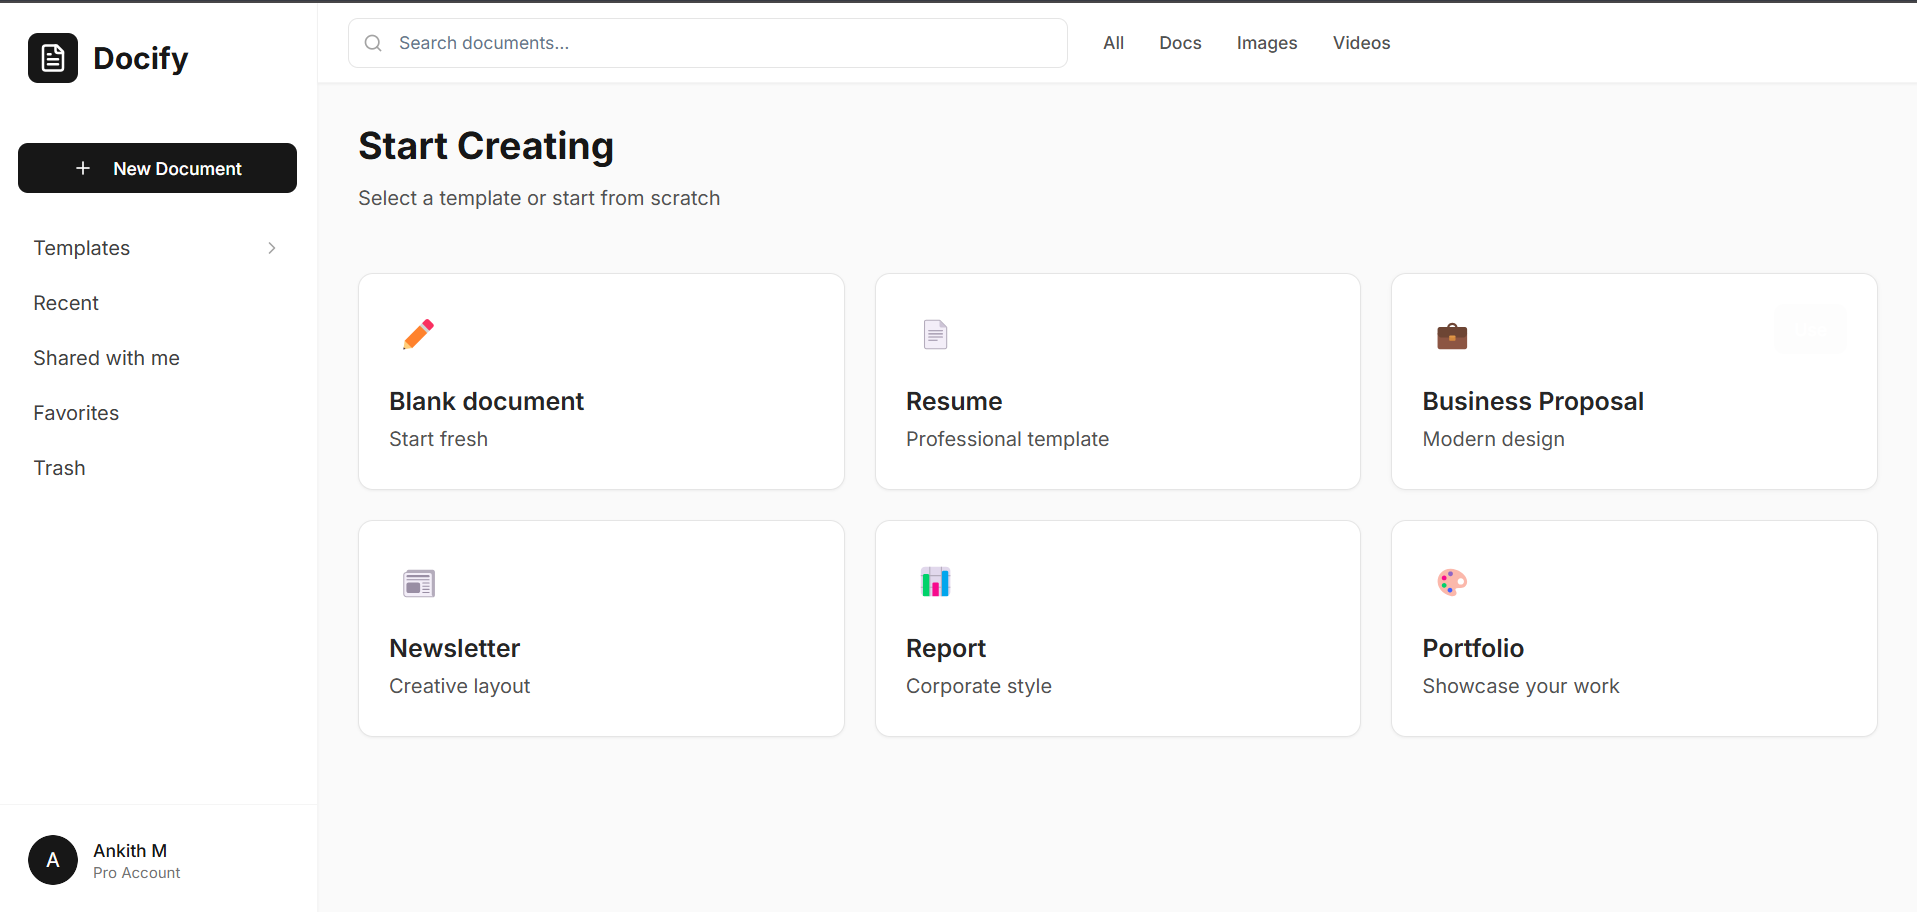 Docify
New Document
Templates
Recent
Shared with me
Favorites
Trash
Ankith M
Pro Account
A
Search documents...
All
Docs
Images
Videos
Start Creating
Select a template or start from scratch
Blank document
Start fresh
Resume
Professional template
Business Proposal
Modern design
Newsletter
Creative layout
Report
Corporate style
Portfolio
Showcase your work